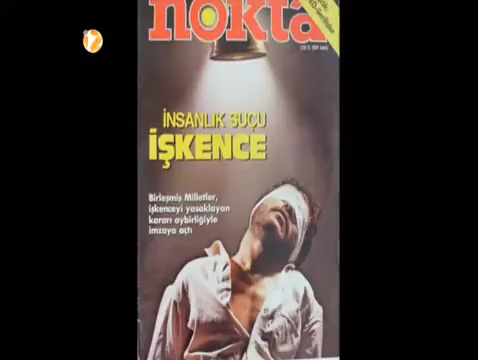 nokta
İNSANLIK SUÇU
İŞKENCE
Birleşmiş Milletler,
işkenceyi yasaklayan
kararı oybirliğiyle
imzaya açtı